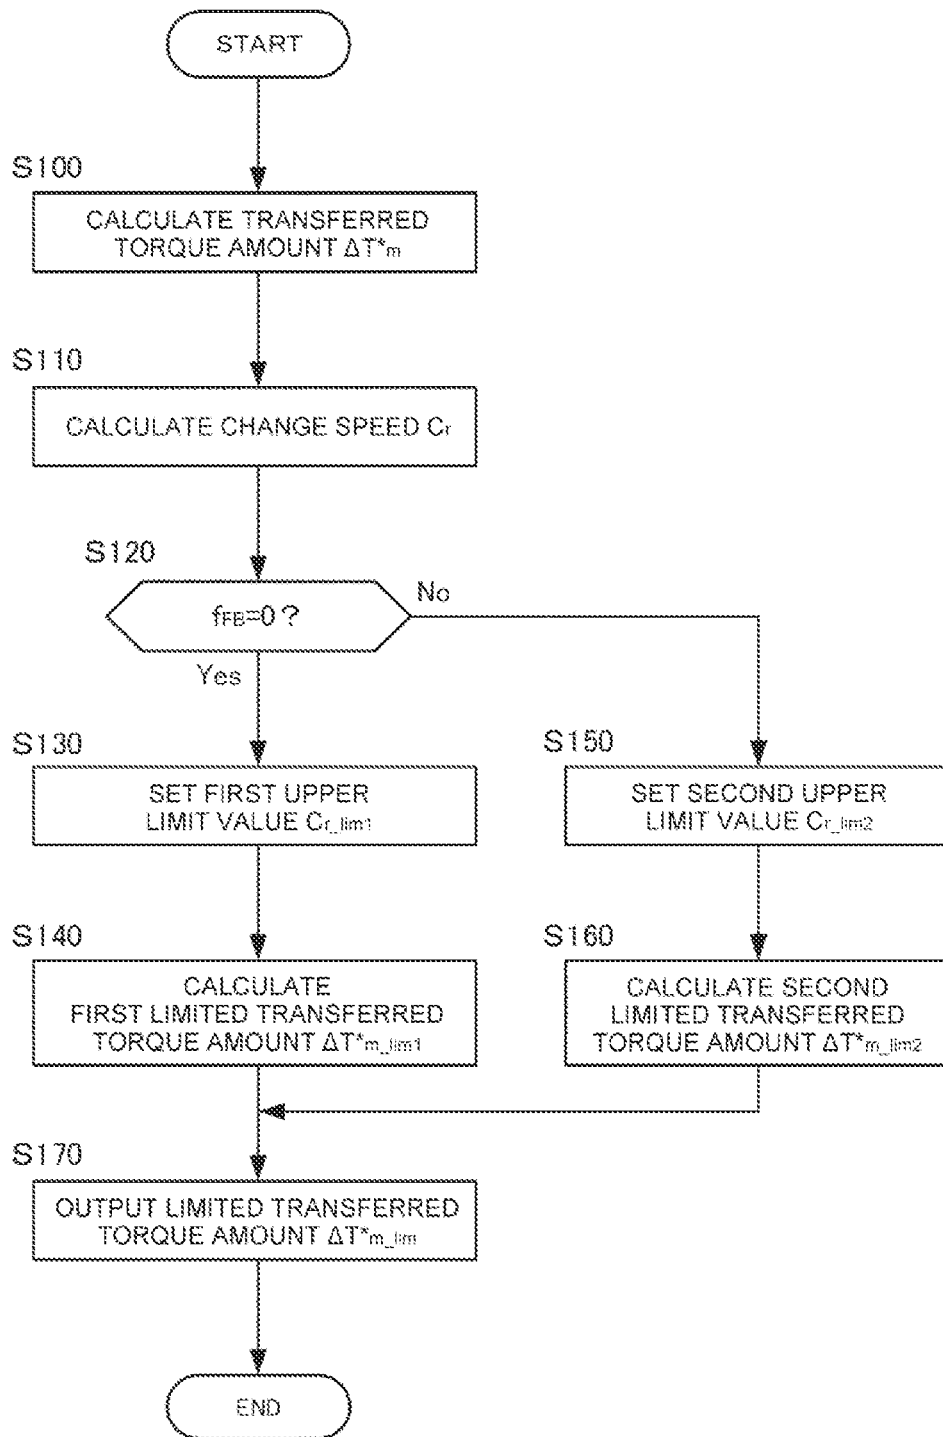 START
S100
CALCULATE TRANSFERRED
TORQUE AMOUNT ΔT*m
S110
CALCULATE CHANGE SPEED Cr
S120
fFB=0?
No
Yes
S130
SET FIRST UPPER
LIMIT VALUE Cr_lim1
S150
SET SECOND UPPER
LIMIT VALUE Cr_lim2
S140
CALCULATE
FIRST LIMITED TRANSFERRED
TORQUE AMOUNT ΔT*m_lim1
S160
CALCULATE SECOND
LIMITED TRANSFERRED
TORQUE AMOUNT ΔT*m_lim2
S170
OUTPUT LIMITED TRANSFERRED
TORQUE AMOUNT ΔT*m_lim
END